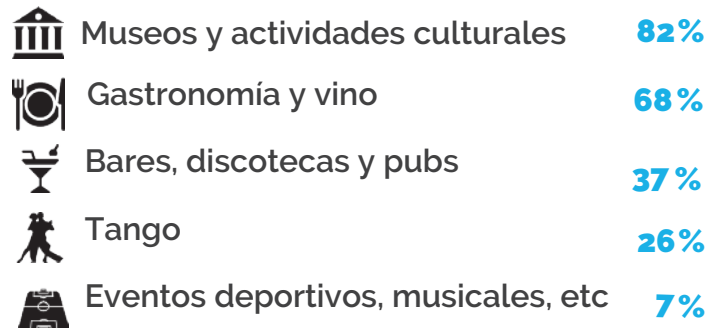 Museos y actividades culturales 82%
Gastronomía y vino 68%
Bares, discotecas y pubs 37%
Tango 26%
Eventos deportivos, musicales, etc 7%